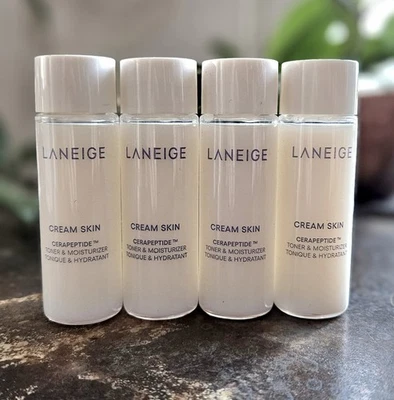 LANEIGE
CREAM SKIN
CERAPEPTIDE™
TONER & MOISTURIZER
TONIQUE & HYDRATANT
LANEIGE
CREAM SKIN
CERAPEPTIDE™
TONER & MOISTURIZER
TONIQUE & HYDRATANT
LANEIGE
CREAM SKIN
CERAPEPTIDE™
TONER & MOISTURIZER
TONIQUE & HYDRATANT
LANEIGE
CREAM SKIN
CERAPEPTIDE™
TONER & MOISTURIZER
TONIQUE & HYDRATANT